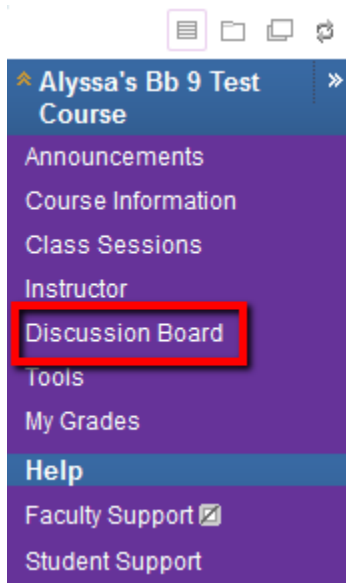 Alyssa's Bb 9 Test
Course
Announcements
Course Information
Class Sessions
Instructor
Discussion Board
Tools
My Grades
Help
Faculty Support
Student Support